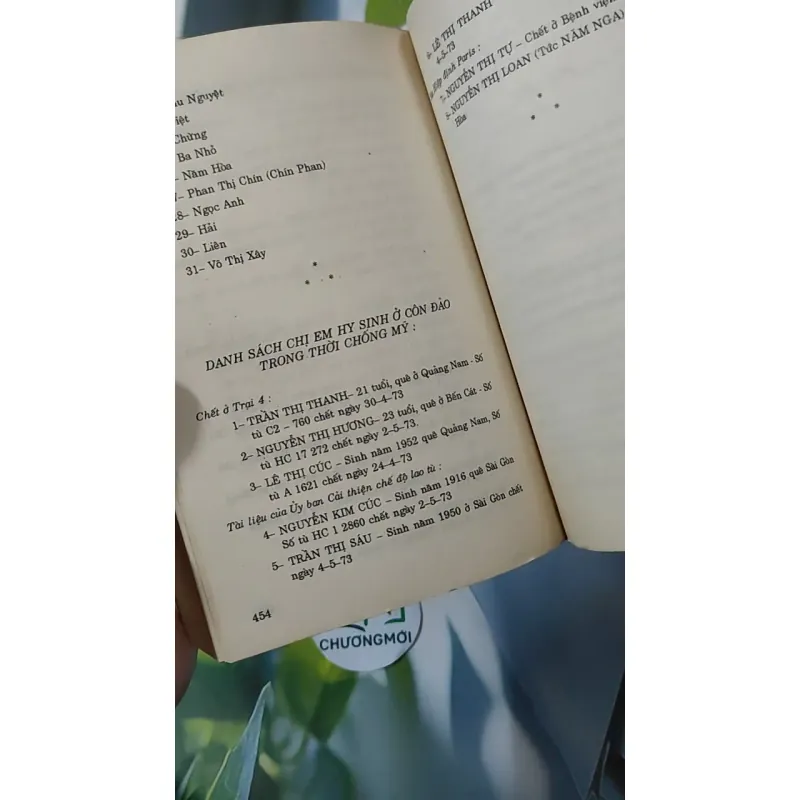 Nguyệt
Chừng
Ba Nhỏ
– Năm Hòa
7– Phan Thị Chín (Chín Phan)
28– Ngọc Anh
29– Hải
30– Liên
31– Võ Thị Xây
* * *
DANH SÁCH CHỊ EM HY SINH Ở CÔN ĐẢO
TRONG THỜI CHỐNG MỸ :
Chết ở Trại 4 :
1– TRẦN THỊ THANH– 21 tuổi, quê ở Quảng Nam - Số
tù C2 – 760 chết ngày 30-4-73
2– NGUYỄN THỊ HƯƠNG– 23 tuổi, quê ở Bến Cát - Số
tù HC 17 272 chết ngày 2-5-73.
3– LÊ THỊ CÚC – Sinh năm 1952 quê Quảng Nam, Số
tù A 1621 chết ngày 24-4-73
Tài liệu của Ủy ban Cải thiện chế độ lao tù :
4– NGUYỄN KIM CÚC – Sinh năm 1916 quê Sài Gòn
Số tù HC 1 2860 chết ngày 2-5-73
5– TRẦN THỊ SÁU – Sinh năm 1950 ở Sài Gòn chết
ngày 4-5-73
454
6– LÊ THỊ THANH
4-5-73
Hiệp định Paris :
7– NGUYỄN THỊ TỰ – Chết ở Bệnh viện
8– NGUYỄN THỊ LOAN (Tức NĂM NGA)
Hòa
* * *
CHƯƠNGMỚI